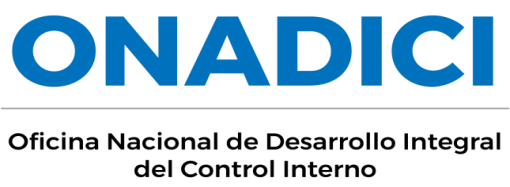 ONADICI
Oficina Nacional de Desarrollo Integral
del Control Interno